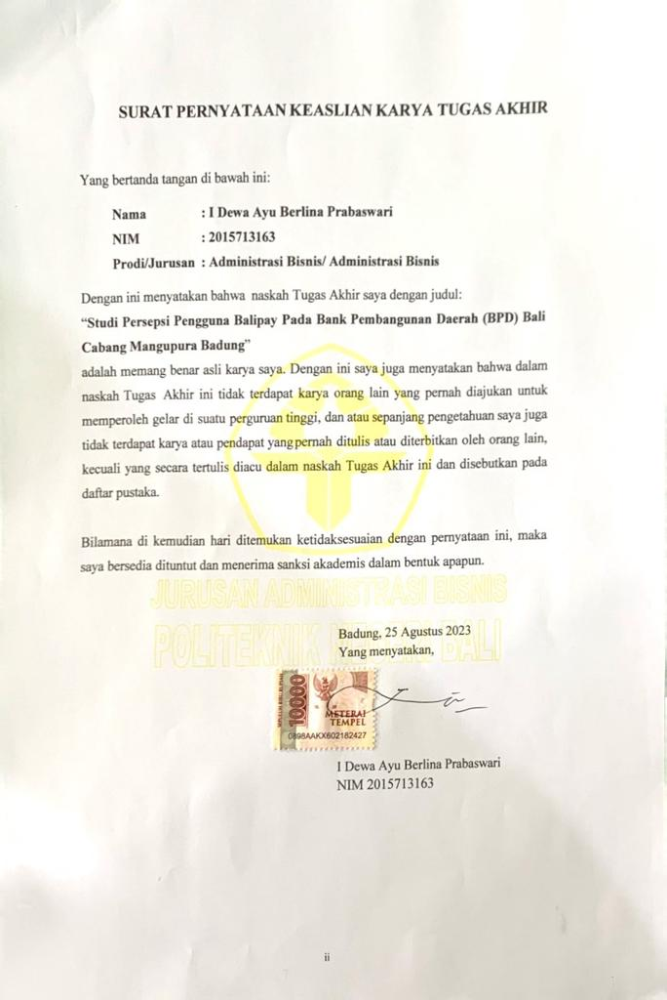 SURAT PERNYATAAN KEASLIAN KARYA TUGAS AKHIR
Yang bertanda tangan di bawah ini:
Nama : I Dewa Ayu Berlina Prabaswari
NIM : 2015713163
Prodi/Jurusan : Administrasi Bisnis/ Administrasi Bisnis
Dengan ini menyatakan bahwa naskah Tugas Akhir saya dengan judul:
“Studi Persepsi Pengguna Balipay Pada Bank Pembangunan Daerah (BPD) Bali
Cabang Mangupura Badung”
adalah memang benar asli karya saya. Dengan ini saya juga menyatakan bahwa dalam
naskah Tugas Akhir ini tidak terdapat karya orang lain yang pernah diajukan untuk
memperoleh gelar di suatu perguruan tinggi, dan atau sepanjang pengetahuan saya juga
tidak terdapat karya atau pendapat yang pernah ditulis atau diterbitkan oleh orang lain,
kecuali yang secara tertulis diacu dalam naskah Tugas Akhir ini dan disebutkan pada
daftar pustaka.
Bilamana di kemudian hari ditemukan ketidaksesuaian dengan pernyataan ini, maka
saya bersedia dituntut dan menerima sanksi akademis dalam bentuk apapun.
JURUSAN ADMINISTRASI BISNIS
POLITEKNIK NEGERI BALI
Badung, 25 Agustus 2023
Yang menyatakan,
10000
METERAI
TEMPEL
0898AAKX602182427
I Dewa Ayu Berlina Prabaswari
NIM 2015713163
ii